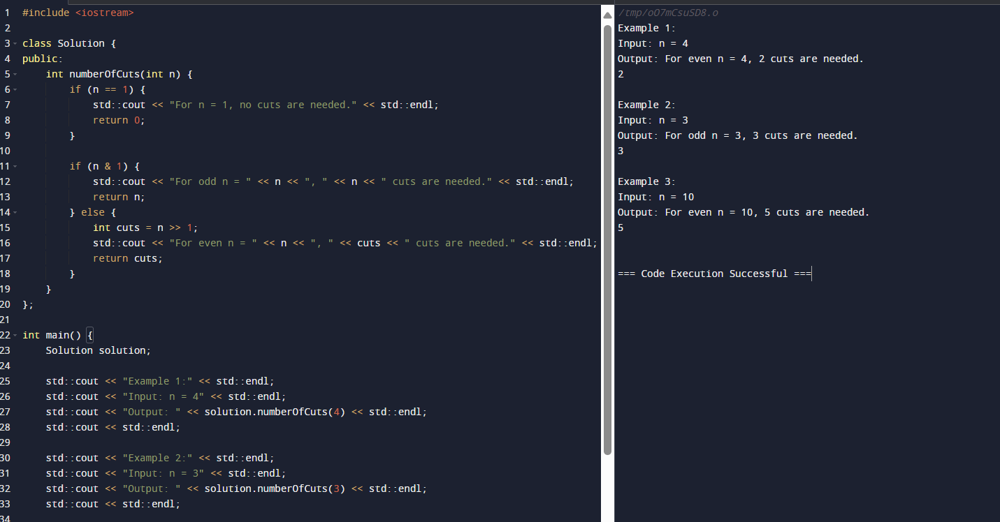 1 #include <iostream>
2
3 class Solution {
4 public:
5     int numberOfCuts(int n) {
6         if (n == 1) {
7             std::cout << "For n = 1, no cuts are needed." << std::endl;
8             return 0;
9         }
10
11         if (n & 1) {
12             std::cout << "For odd n = " << n << ", " << n << " cuts are needed." << std::endl;
13             return n;
14         } else {
15             int cuts = n >> 1;
16             std::cout << "For even n = " << n << ", " << cuts << " cuts are needed." << std::endl;
17             return cuts;
18         }
19     }
20 };
21
22 int main() {
23     Solution solution;
24
25     std::cout << "Example 1:" << std::endl;
26     std::cout << "Input: n = 4" << std::endl;
27     std::cout << "Output: " << solution.numberOfCuts(4) << std::endl;
28     std::cout << std::endl;
29
30     std::cout << "Example 2:" << std::endl;
31     std::cout << "Input: n = 3" << std::endl;
32     std::cout << "Output: " << solution.numberOfCuts(3) << std::endl;
33     std::cout << std::endl;
34
/tmp/oO7mCsuSD8.o
Example 1:
Input: n = 4
Output: For even n = 4, 2 cuts are needed.
2

Example 2:
Input: n = 3
Output: For odd n = 3, 3 cuts are needed.
3

Example 3:
Input: n = 10
Output: For even n = 10, 5 cuts are needed.
5

=== Code Execution Successful ===